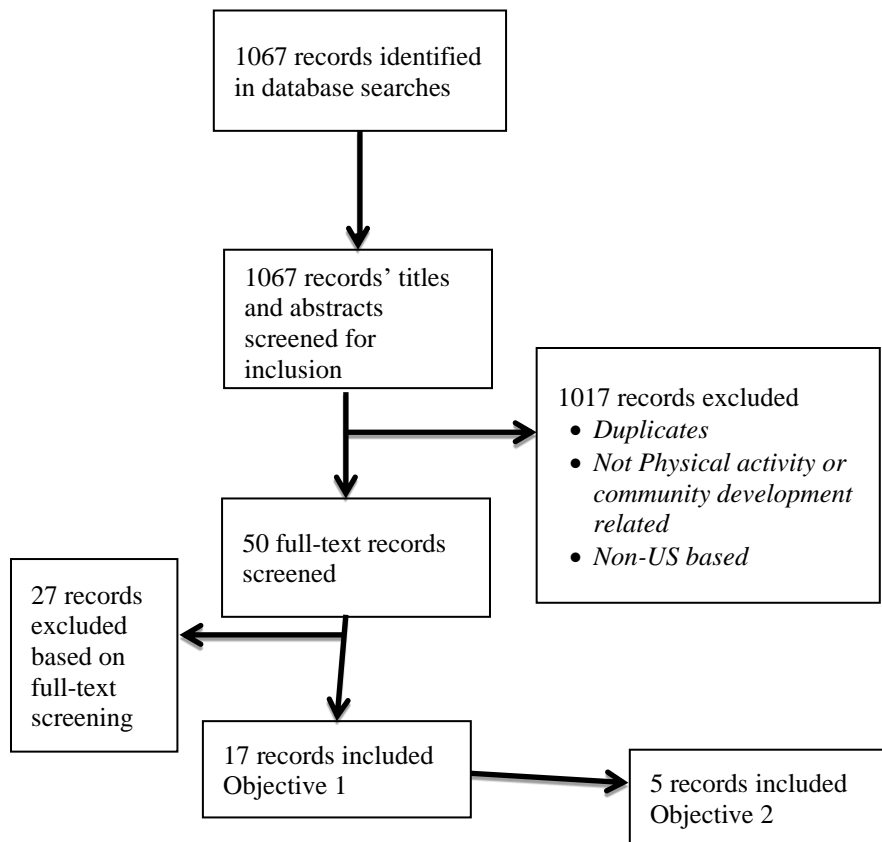 1067 records identified
in database searches
1067 records’ titles
and abstracts
screened for
inclusion
1017 records excluded
• Duplicates
• Not Physical activity or
community development
related
• Non-US based
50 full-text records
screened
27 records
excluded
based on
full-text
screening
17 records included
Objective 1
5 records included
Objective 2